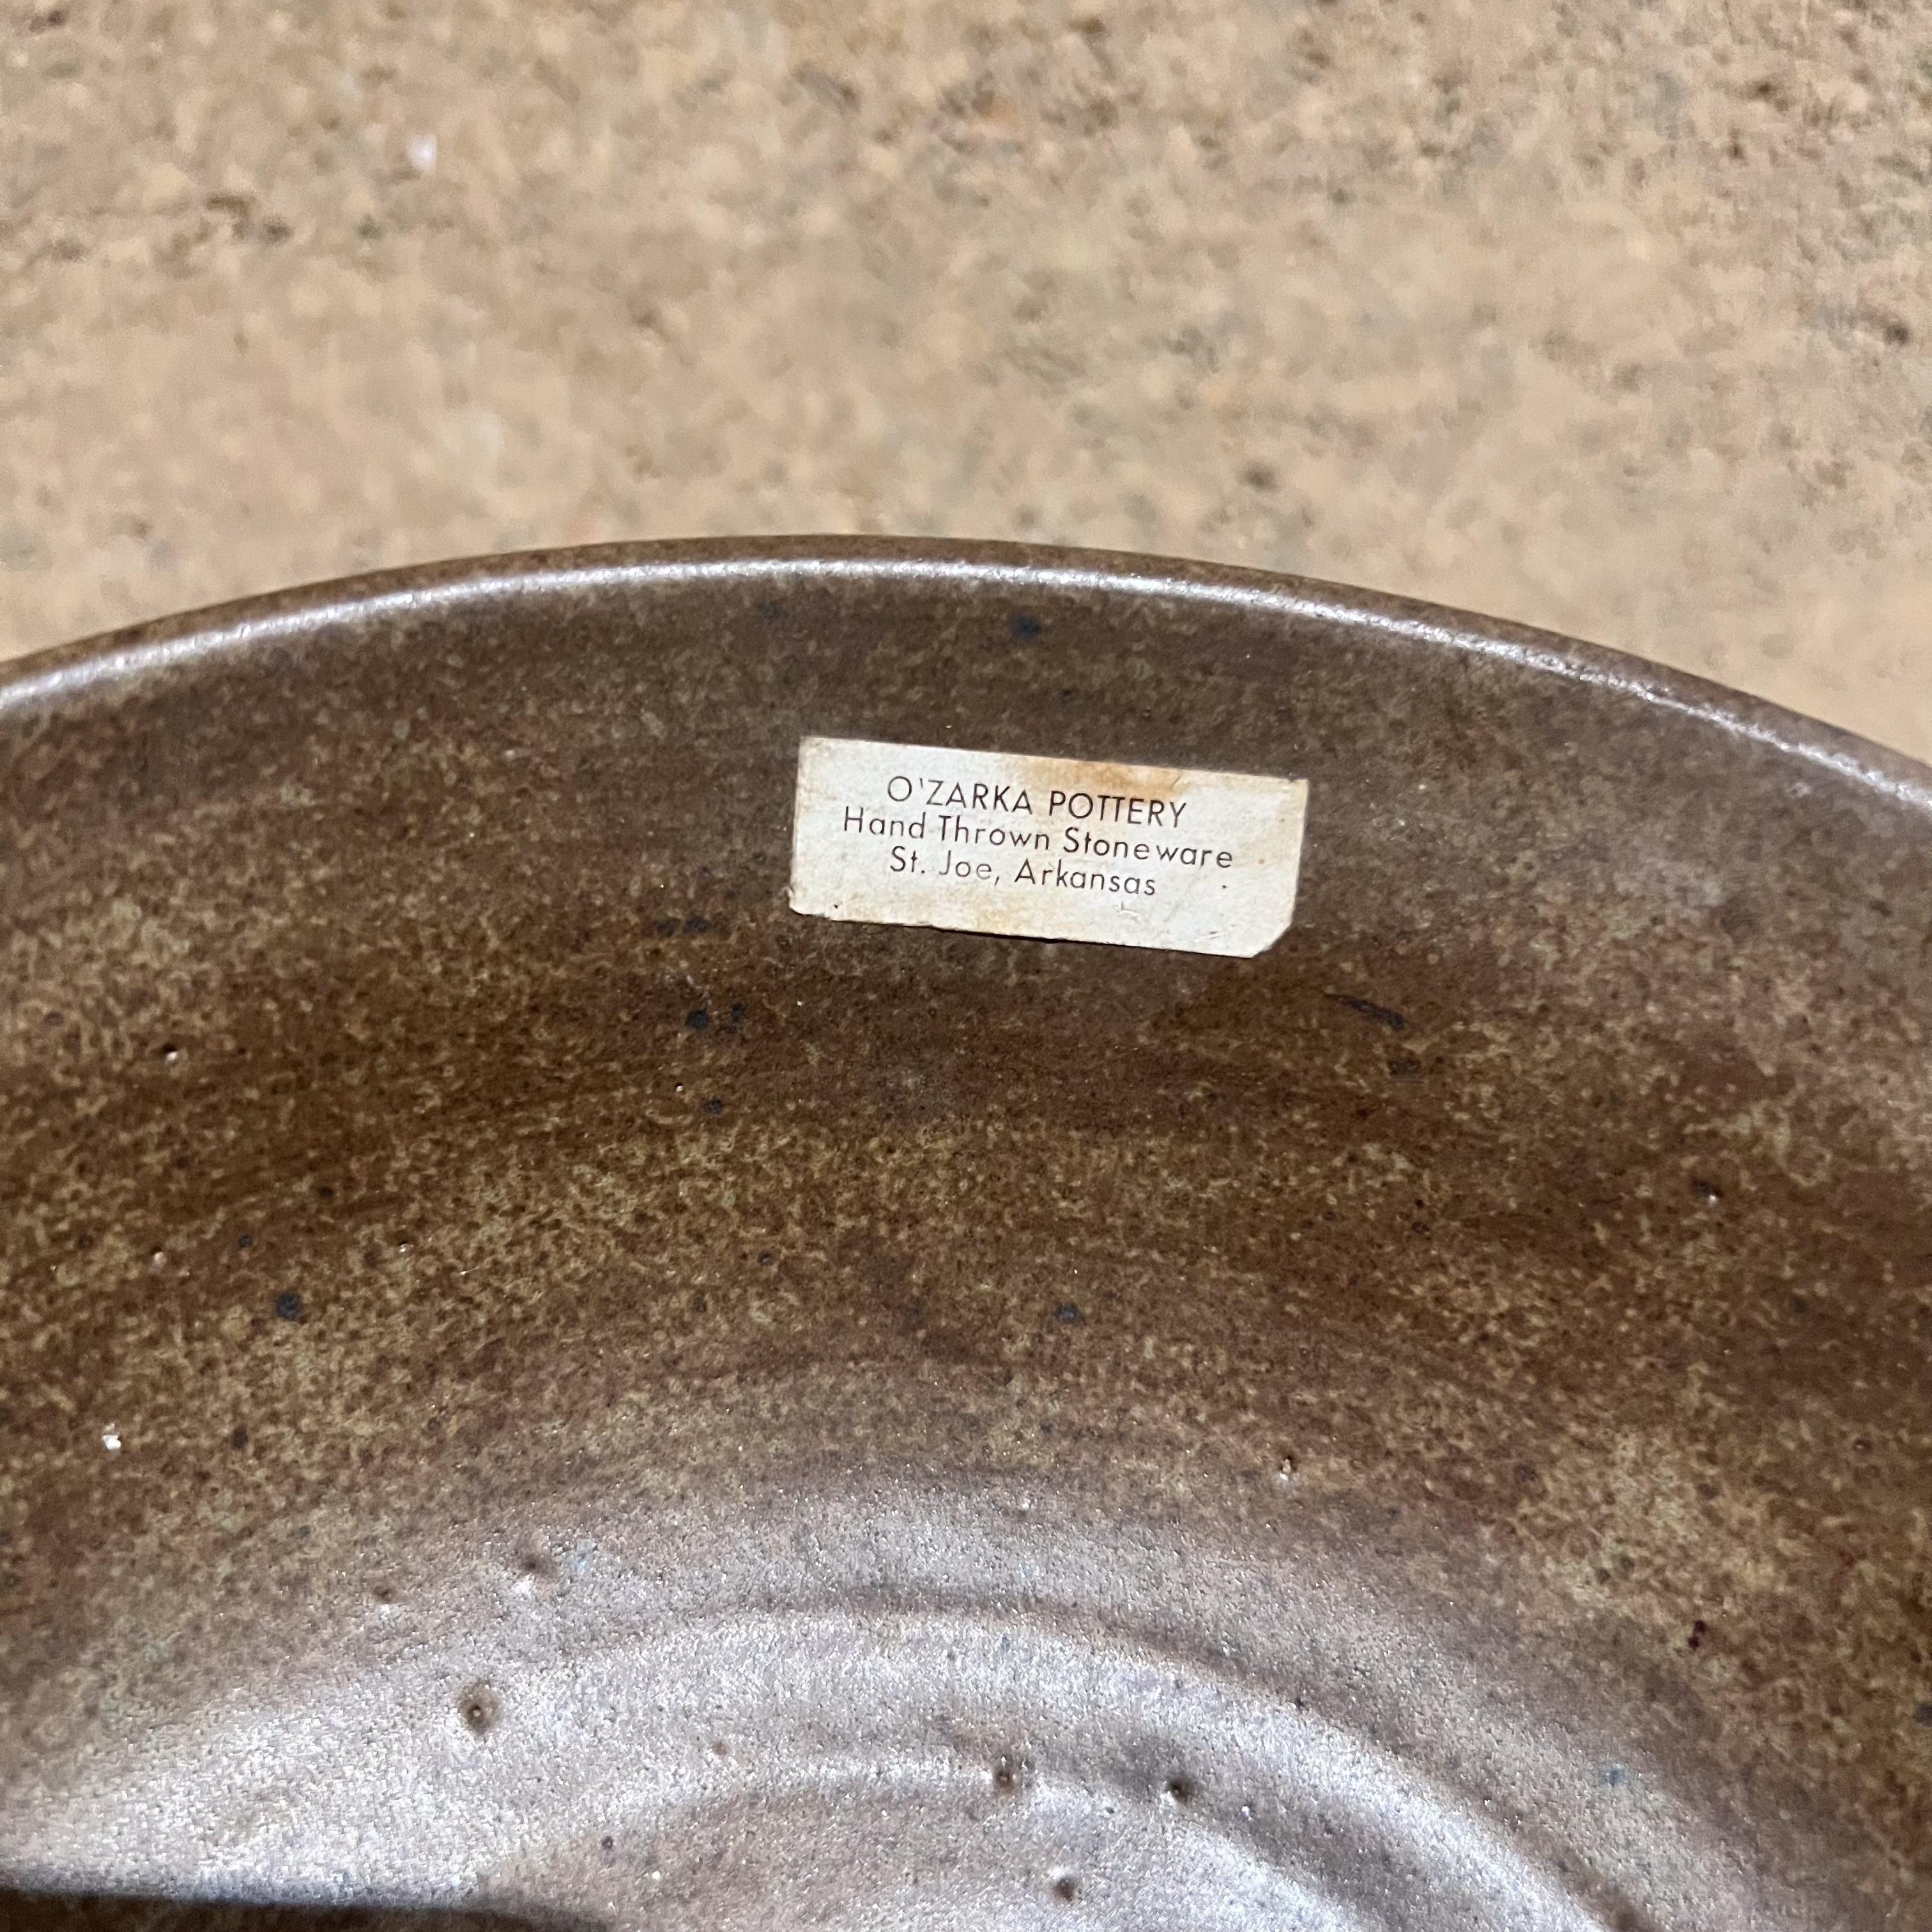 O'ZARKA POTTERY
Hand Thrown Stoneware
St. Joe, Arkansas